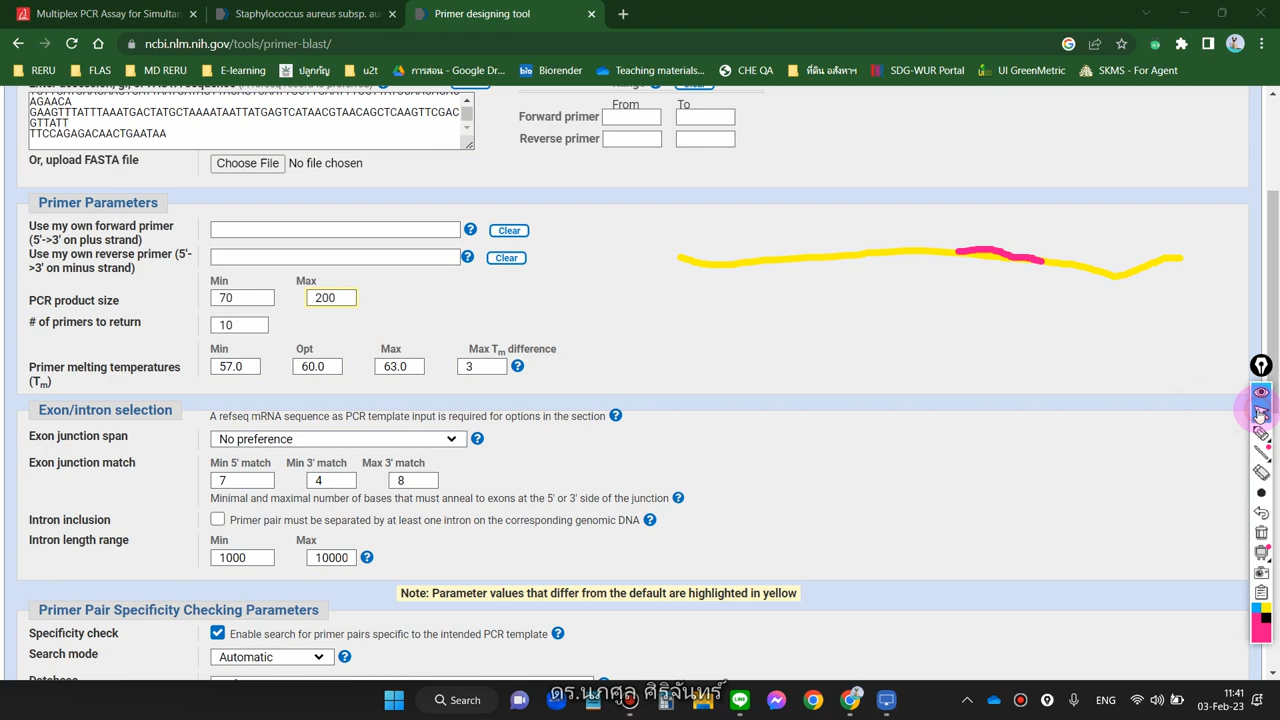 Multiplex PCR Assay for Simultan
Staphylococcus aureus subsp. au
Primer designing tool
ncbi.nlm.nih.gov/tools/primer-blast/
RERU
FLAS
MD RERU
E-learning
ปลูกกัญ
u2t
การสอน - Google Dr...
Biorender
Teaching materials...
CHE QA
ที่ดิน อสังหาฯ
SDG-WUR Portal
UI GreenMetric
SKMS - For Agent
AGAACA
GAAGTTTATTTAAATGACTATGCTAAAATAATTATGAGTCATAACGTAACAGCTCAAGTTCGAC
GTTATT
TTCCAGAGACAACTGAATAA
From To
Forward primer
Reverse primer
Or, upload FASTA file
Choose File No file chosen
Primer Parameters
Use my own forward primer
(5'->3' on plus strand)
Clear
Use my own reverse primer (5'-
>3' on minus strand)
Clear
Min Max
PCR product size 70 200
# of primers to return 10
Min Opt Max Max Tm difference
Primer melting temperatures
(Tm)
57.0 60.0 63.0 3
Exon/intron selection
A refseq mRNA sequence as PCR template input is required for options in the section
Exon junction span No preference
Exon junction match
Min 5' match Min 3' match Max 3' match
7 4 8
Minimal and maximal number of bases that must anneal to exons at the 5' or 3' side of the junction
Intron inclusion
Primer pair must be separated by at least one intron on the corresponding genomic DNA
Intron length range
Min Max
1000 10000
Note: Parameter values that differ from the default are highlighted in yellow
Primer Pair Specificity Checking Parameters
Specificity check
Enable search for primer pairs specific to the intended PCR template
Search mode Automatic
Search
ดร.นภศูล ศิริจันทร์
ENG
11:41
03-Feb-23